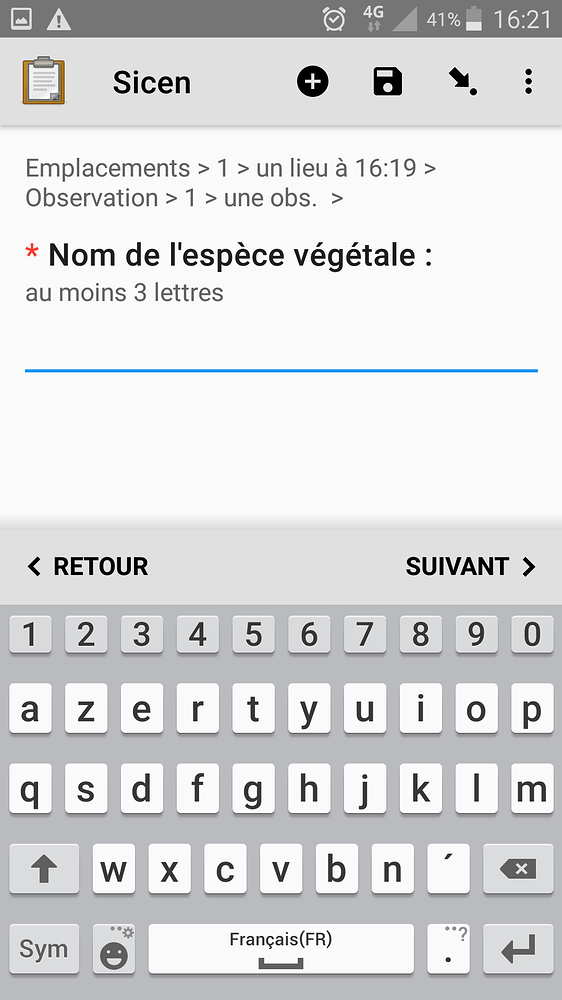 4G 41% 16:21
Sicen
Emplacements > 1 > un lieu à 16:19 >
Observation > 1 > une obs. >
* Nom de l'espèce végétale :
au moins 3 lettres
RETOUR SUIVANT
1 2 3 4 5 6 7 8 9 0
a z e r t y u i o p
q s d f g h j k l m
w x c v b n ´
Sym Français(FR) . ?